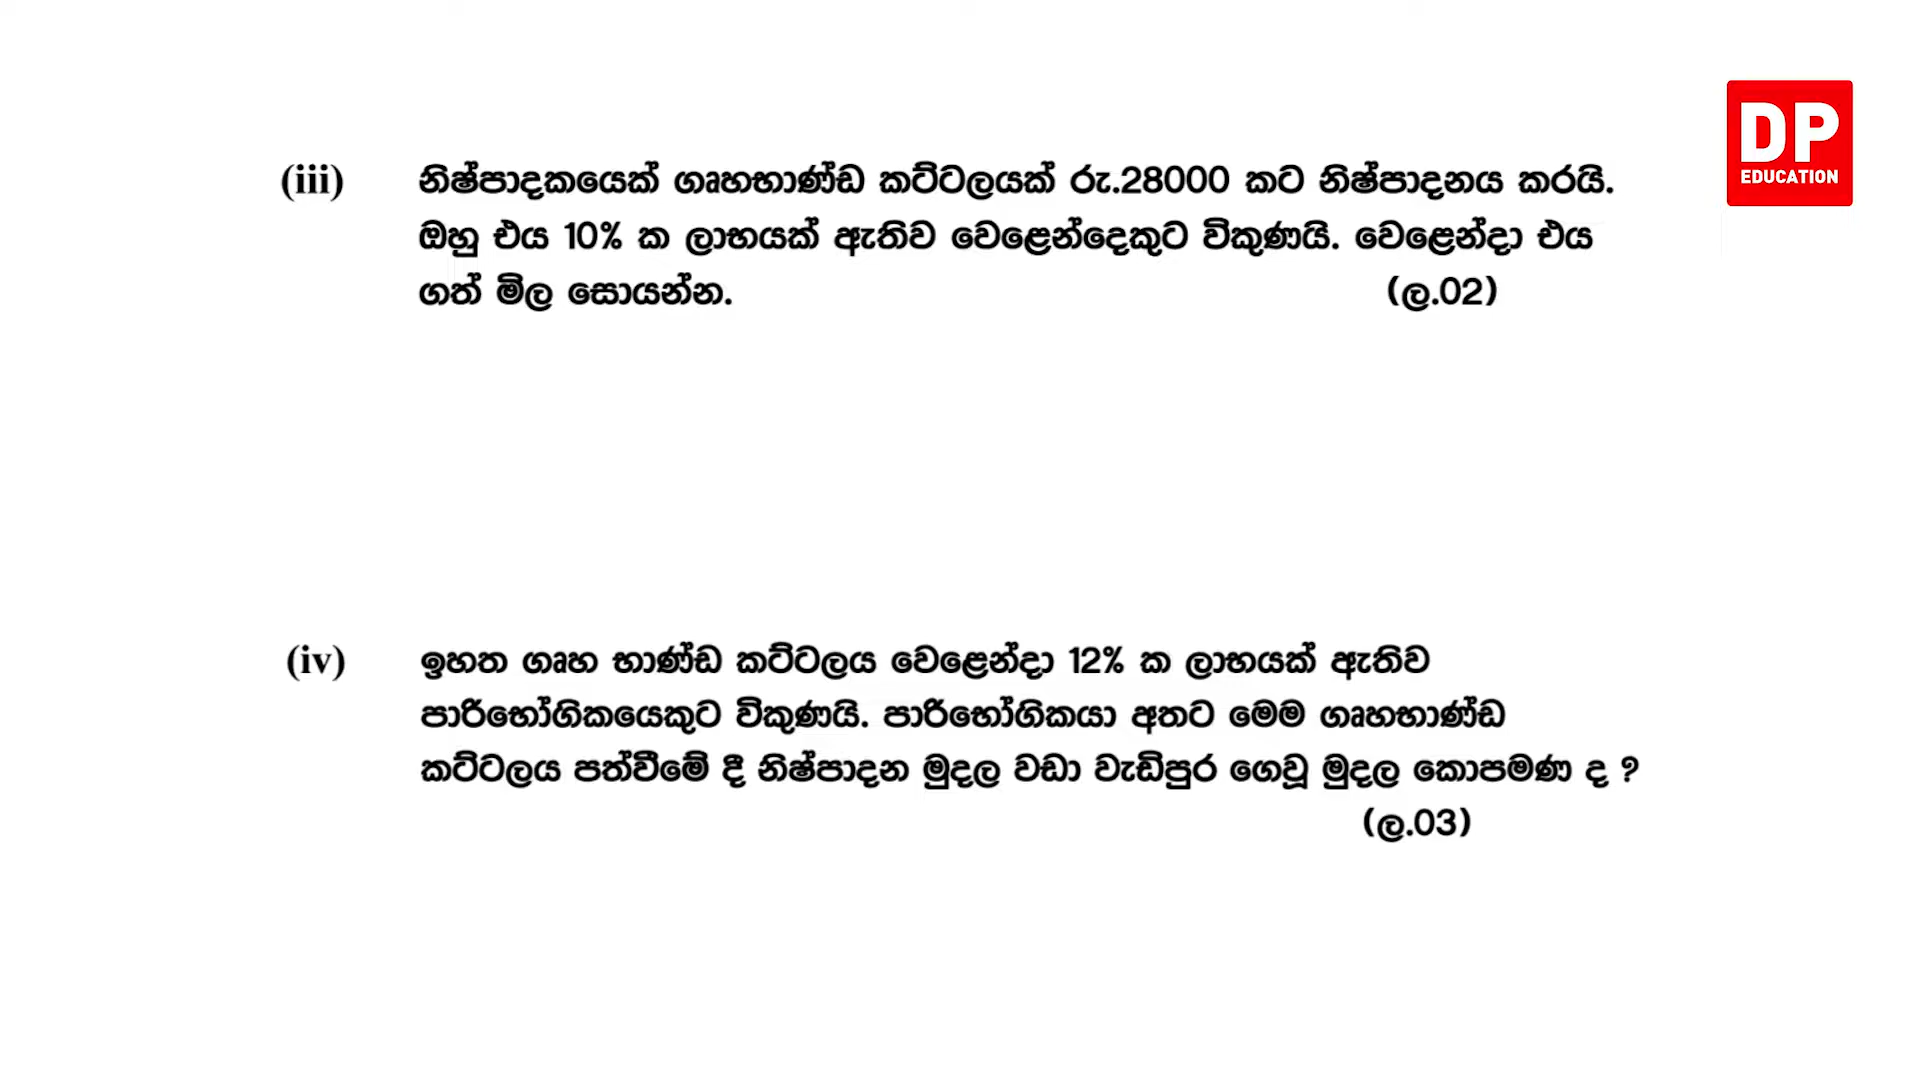 DP
EDUCATION
(iii) නිෂ්පාදකයෙක් ගෘහභාණ්ඩ කට්ටලයක් රු.28000 කට නිෂ්පාදනය කරයි.
ඔහු එය 10% ක ලාභයක් ඇතිව වෙළෙන්දෙකුට විකුණයි. වෙළෙන්දා එය
ගත් මිල සොයන්න. (ල.02)
(iv) ඉහත ගෘහ භාණ්ඩ කට්ටලය වෙළෙන්දා 12% ක ලාභයක් ඇතිව
පාරිභෝගිකයෙකුට විකුණයි. පාරිභෝගිකයා අතට මෙම ගෘහභාණ්ඩ
කට්ටලය පත්වීමේ දී නිෂ්පාදන මුදල වඩා වැඩිපුර ගෙවූ මුදල කොපමණ ද ?
(ල.03)